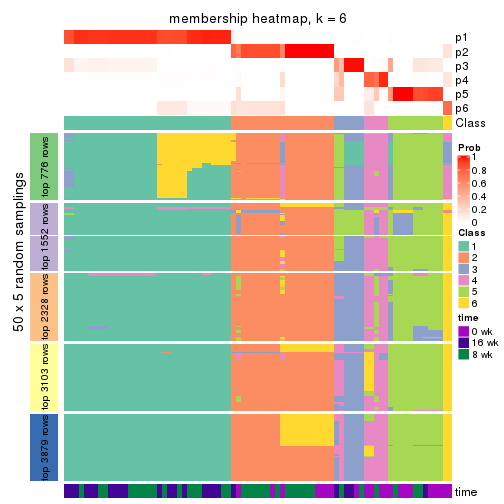 membership heatmap, k = 6
p1
p2
p3
p4
p5
p6
Class
50 x 5 random samplings
top 776 rows
top 1552 rows
top 2328 rows
top 3103 rows
top 3879 rows
time
Prob
1
0.8
0.6
0.4
0.2
0
Class
1
2
3
4
5
6
time
0 wk
16 wk
8 wk